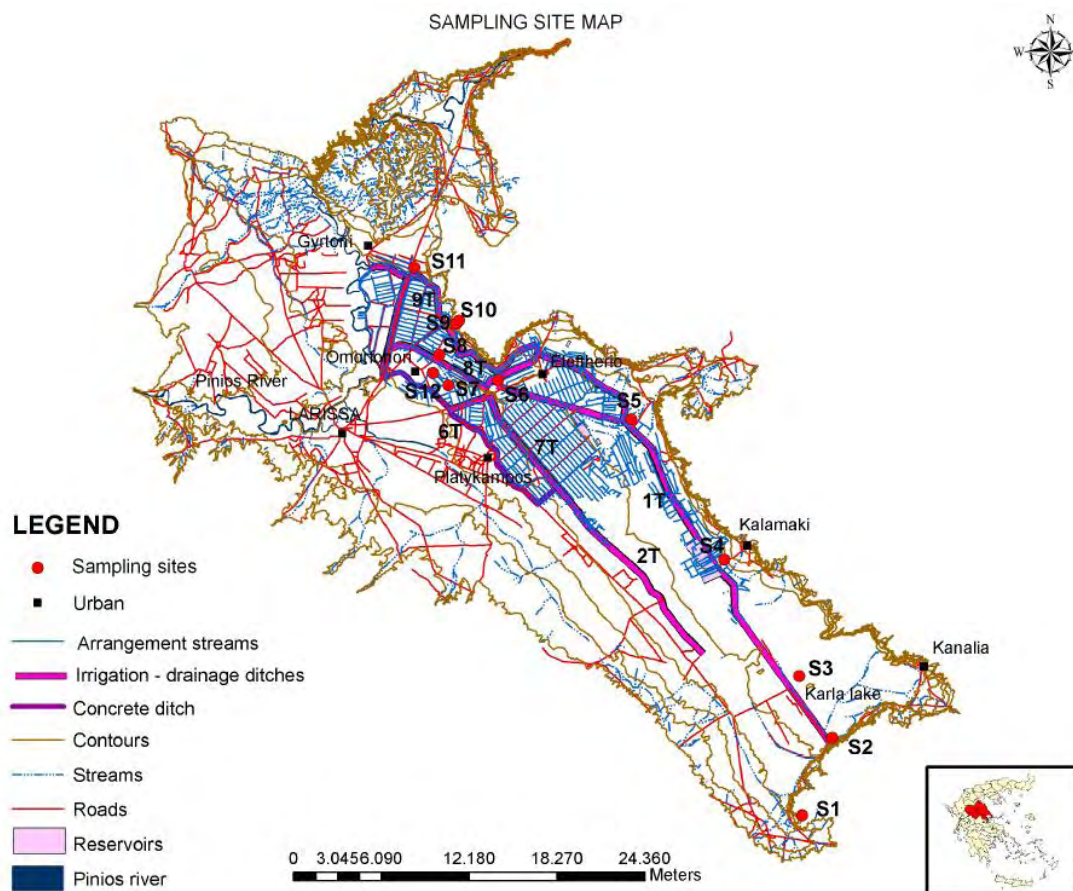 SAMPLING SITE MAP
N
W E
S
Gyrtoni
S11
9T
S10
S9
S8
Omorfohori
8T
Eleftherio
S12
S7
S6
Pinios River
LARISSA
S5
6T
7T
Platykampos
1T
Kalamaki
S4
2T
Kanalia
S3
Karla lake
S2
S1
LEGEND
Sampling sites
Urban
Arrangement streams
Irrigation - drainage ditches
Concrete ditch
Contours
Streams
Roads
Reservoirs
Pinios river
0 3.0456.090 12.180 18.270 24.360
Meters